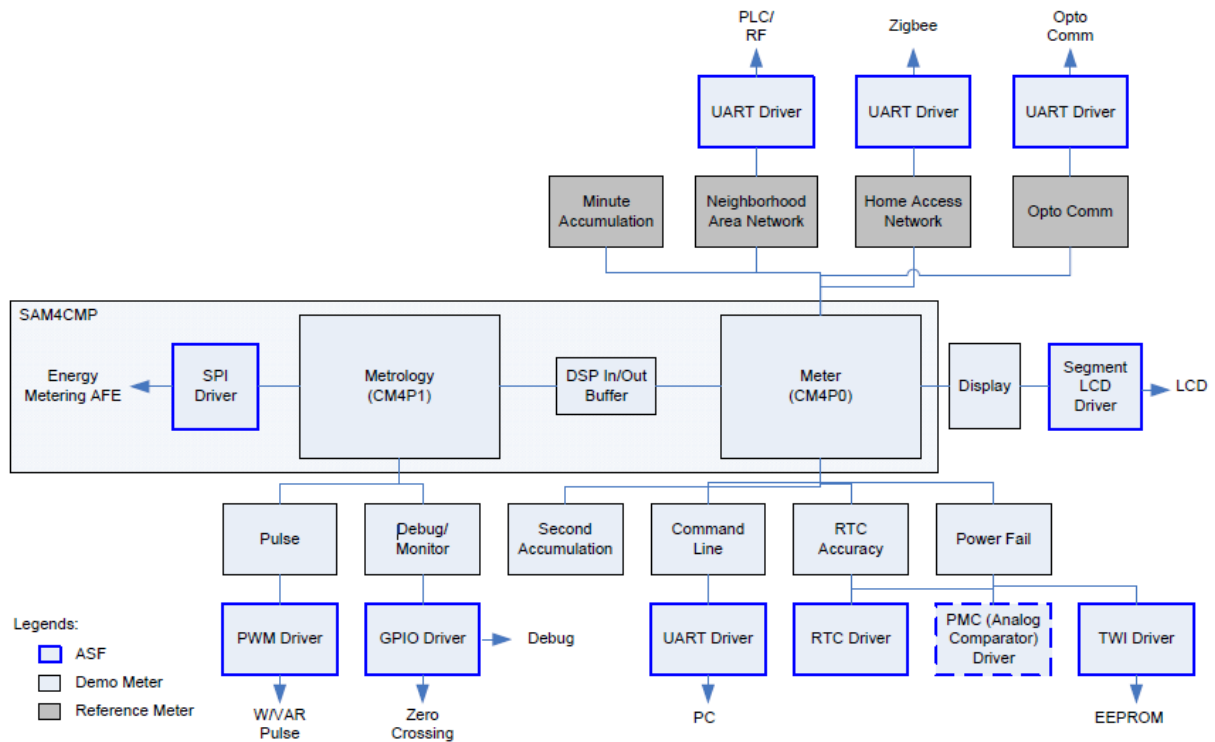 PLC/
RF
Zigbee
Opto
Comm
UART Driver
UART Driver
UART Driver
Minute
Accumulation
Neighborhood
Area Network
Home Access
Network
Opto Comm
SAM4CMP
Energy
Metering AFE
SPI
Driver
Metrology
(CM4P1)
DSP In/Out
Buffer
Meter
(CM4P0)
Display
Segment
LCD
Driver
LCD
Pulse
Debug/
Monitor
Second
Accumulation
Command
Line
RTC
Accuracy
Power Fail
PWM Driver
GPIO Driver
Debug
UART Driver
RTC Driver
PMC (Analog
Comparator)
Driver
TWI Driver
W/VAR
Pulse
Zero
Crossing
PC
EEPROM
Legends:
ASF
Demo Meter
Reference Meter